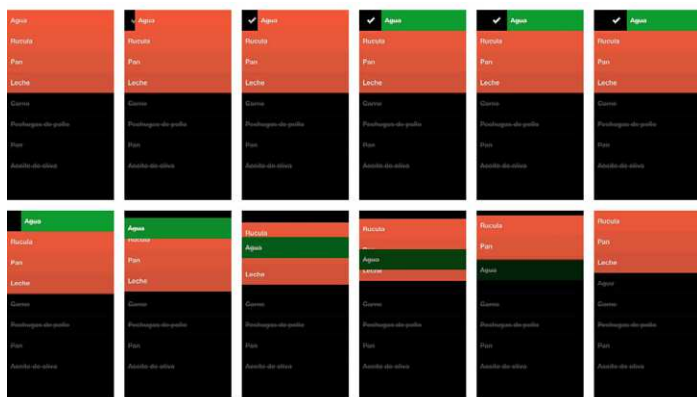 Agua
Rucula
Pan
Leche
Carne
Pechugas de pollo
Pan
Aceite de oliva
Agua
Rucula
Pan
Leche
Carne
Pechugas de pollo
Pan
Aceite de oliva
Agua
Rucula
Pan
Leche
Carne
Pechugas de pollo
Pan
Aceite de oliva
Agua
Rucula
Pan
Leche
Carne
Pechugas de pollo
Pan
Aceite de oliva
Agua
Rucula
Pan
Leche
Carne
Pechugas de pollo
Pan
Aceite de oliva
Agua
Rucula
Pan
Leche
Carne
Pechugas de pollo
Pan
Aceite de oliva
Agua
Rucula
Pan
Leche
Carne
Pechugas de pollo
Pan
Aceite de oliva
Agua
Rucula
Pan
Leche
Carne
Pechugas de pollo
Pan
Aceite de oliva
Rucula
Agua
Leche
Carne
Pechugas de pollo
Pan
Aceite de oliva
Rucula
Agua
Leche
Carne
Pechugas de pollo
Pan
Aceite de oliva
Rucula
Pan
Agua
Carne
Pechugas de pollo
Pan
Aceite de oliva
Rucula
Pan
Leche
Agua
Carne
Pechugas de pollo
Pan
Aceite de oliva